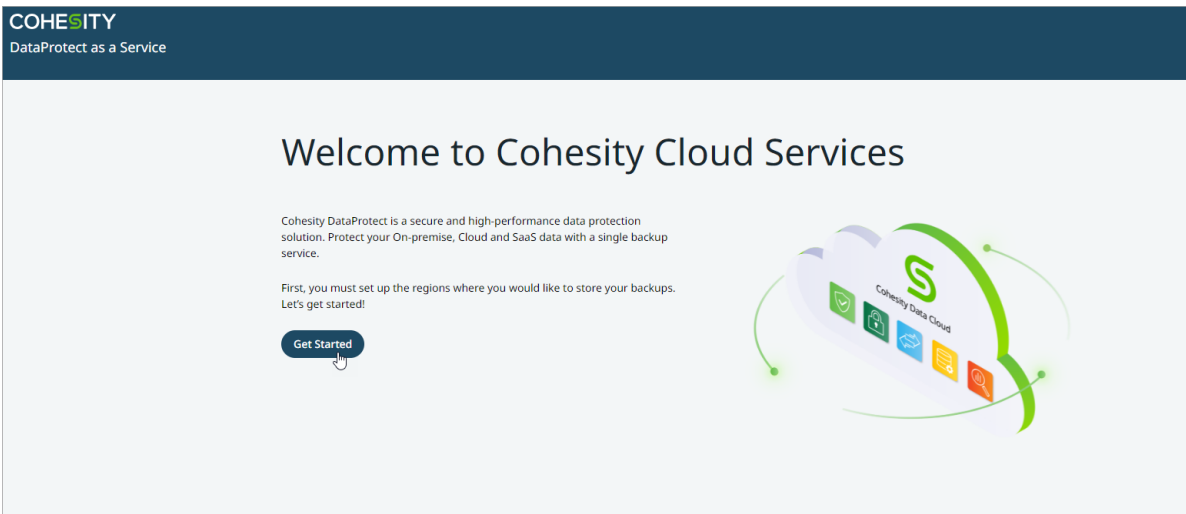 COHESITY
DataProtect as a Service
Welcome to Cohesity Cloud Services
Cohesity DataProtect is a secure and high-performance data protection
solution. Protect your On-premise, Cloud and SaaS data with a single backup
service.
First, you must set up the regions where you would like to store your backups.
Let's get started!
Get Started
Cohesity Data Cloud